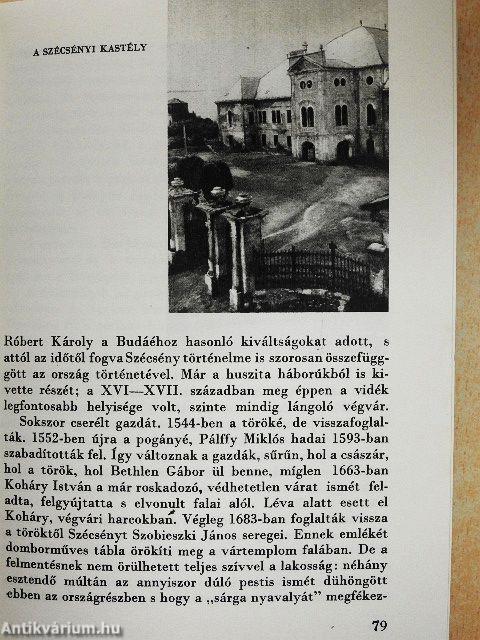 A SZÉCSÉNYI KASTÉLY
Róbert Károly a Budáéhoz hasonló kiváltságokat adott, s
attól az időtől fogva Szécsény történelme is szorosan összefügg-
gött az ország történetével. Már a huszita háborúkból is ki-
vette részét; a XVI—XVII. században meg éppen a vidék
legfontosabb helyisége volt, szinte mindig lángoló végvár.
Sokszor cserélt gazdát. 1544-ben a töröké, de visszafoglal-
ták. 1552-ben újra a pogányé, Pálffy Miklós hadai 1593-ban
szabadították fel. Így változnak a gazdák, sűrűn, hol a császár,
hol a török, hol Bethlen Gábor ül benne, míglen 1663-ban
Koháry István a már roskadozó, védhetetlen várat ismét fel-
adta, felgyújtatta s elvonult falai alól. Léva alatt esett el
Koháry, végvári harcokban. Végleg 1683-ban foglalták vissza
a töröktől Szécsényt Szobieszki János seregei. Ennek emlékét
domborműves tábla örökíti meg a vártemplom falában. De a
felmentésnek nem örülhetett teljes szívvel a lakosság: néhány
esztendő múltán az annyiszor dúló pestis ismét dühöngött
ebben az országrészben s hogy a „sárga nyavalyát" megfékez-
79
Antikvárium.hu